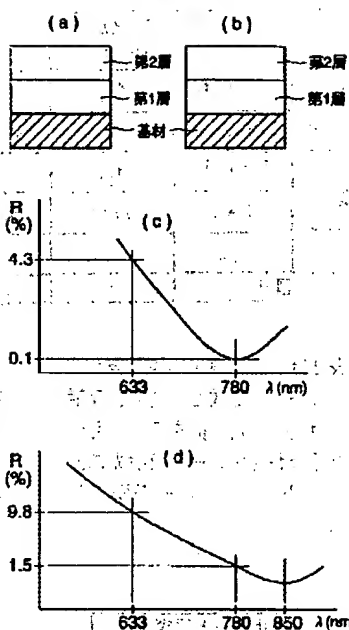 (a) (b)
第2層 第2層
第1層 第1層
基材
R (c)
(%)
4.3
0.1
633 780 λ(nm)
R (d)
(%)
9.8
1.5
633 780 850 λ(nm)